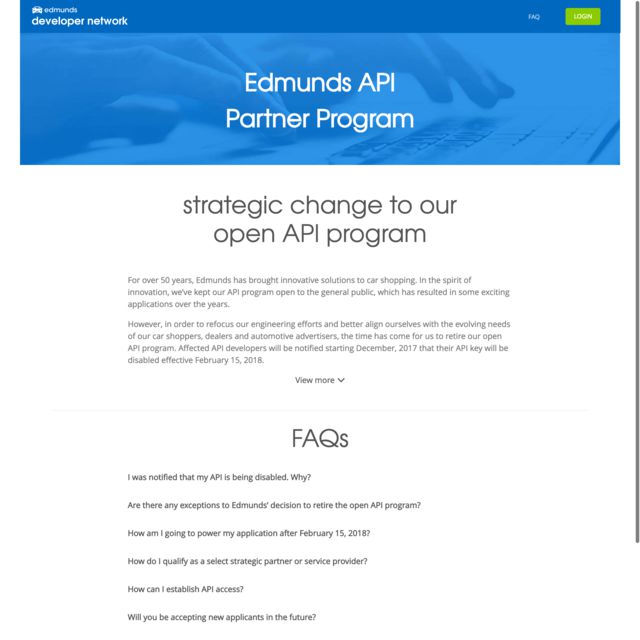 edmunds
developer network
FAQ
LOGIN
Edmunds API
Partner Program
strategic change to our
open API program
For over 50 years, Edmunds has brought innovative solutions to car shopping. In the spirit of
innovation, we've kept our API program open to the general public, which has resulted in some exciting
applications over the years.
However, in order to refocus our engineering efforts and better align ourselves with the evolving needs
of our car shoppers, dealers and automotive advertisers, the time has come for us to retire our open
API program. Affected API developers will be notified starting December, 2017 that their API key will be
disabled effective February 15, 2018.
View more
FAQs
I was notified that my API is being disabled. Why?
Are there any exceptions to Edmunds' decision to retire the open API program?
How am I going to power my application after February 15, 2018?
How do I qualify as a select strategic partner or service provider?
How can I establish API access?
Will you be accepting new applicants in the future?